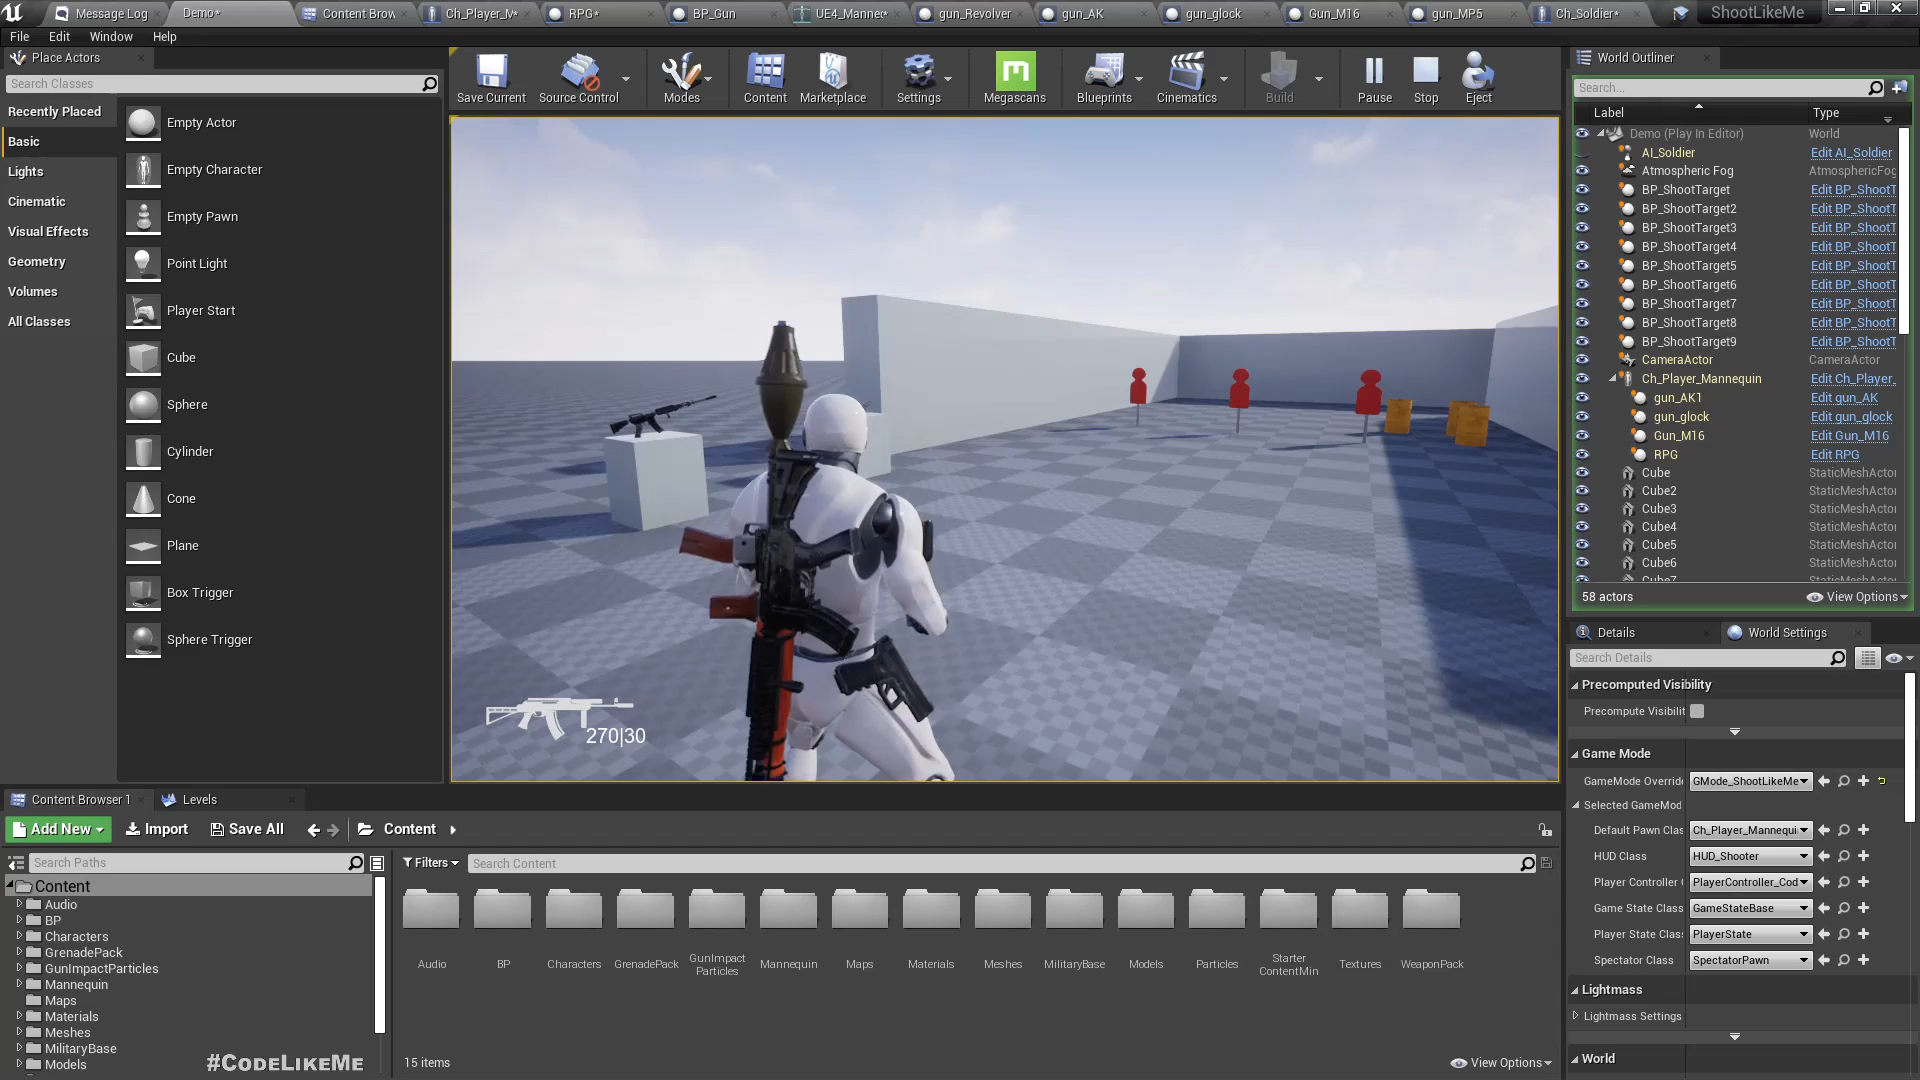 Message Log
Demo*
Content Brow
Ch_Player_M*
RPG*
BP_Gun
UE4_Manne*
gun_Revolver
gun_AK
gun_glock
Gun_M16
gun_MP5
Ch_Soldier*
ShootLikeMe
File
Edit
Window
Help
Place Actors
Search Classes
Recently Placed
Basic
Lights
Cinematic
Visual Effects
Geometry
Volumes
All Classes
Empty Actor
Empty Character
Empty Pawn
Point Light
Player Start
Cube
Sphere
Cylinder
Cone
Plane
Box Trigger
Sphere Trigger
Save Current
Source Control
Modes
Content
Marketplace
Settings
Megascans
Blueprints
Cinematics
Build
Pause
Stop
Eject
270|30
World Outliner
Search...
Label
Type
Demo (Play In Editor)
World
AI_Soldier
Edit AI_Soldier
Atmospheric Fog
AtmosphericFog
BP_ShootTarget
Edit BP_ShootT
BP_ShootTarget2
Edit BP_ShootT
BP_ShootTarget3
Edit BP_ShootT
BP_ShootTarget4
Edit BP_ShootT
BP_ShootTarget5
Edit BP_ShootT
BP_ShootTarget6
Edit BP_ShootT
BP_ShootTarget7
Edit BP_ShootT
BP_ShootTarget8
Edit BP_ShootT
BP_ShootTarget9
Edit BP_ShootT
CameraActor
CameraActor
Ch_Player_Mannequin
Edit Ch_Player_
gun_AK1
Edit gun_AK
gun_glock
Edit gun_glock
Gun_M16
Edit Gun_M16
RPG
Edit RPG
Cube
StaticMeshActor
Cube2
StaticMeshActor
Cube3
StaticMeshActor
Cube4
StaticMeshActor
Cube5
StaticMeshActor
Cube6
StaticMeshActor
Cube7
58 actors
View Options
Details
World Settings
Search Details
Precomputed Visibility
Precompute Visibilit
Game Mode
GameMode Overrid
GMode_ShootLikeMe
Selected GameMod
Default Pawn Clas
Ch_Player_Mannequi
HUD Class
HUD_Shooter
Player Controller
PlayerController_Cod
Game State Class
GameStateBase
Player State Clas
PlayerState
Spectator Class
SpectatorPawn
Lightmass
Lightmass Settings
World
Content Browser 1
Levels
Add New
Import
Save All
Content
Search Paths
Content
Audio
BP
Characters
GrenadePack
GunImpactParticles
Mannequin
Maps
Materials
Meshes
MilitaryBase
Models
#CODELIKEME
Filters
Search Content
Audio
BP
Characters
GrenadePack
GunImpact
Particles
Mannequin
Maps
Materials
Meshes
MilitaryBase
Models
Particles
Starter
ContentMin
Textures
WeaponPack
15 items
View Options